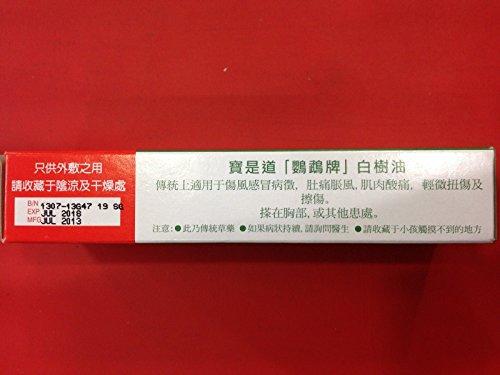 只供外敷之用
請收藏于陰涼及干燥處
B/N 1307-13G47 19 SG
EXP JUL 2018
MFG JUL 2013
寶是道「鸚鵡牌」白樹油
傳統上適用于傷風感冒病徵, 肚痛脹風, 肌肉酸痛, 輕微扭傷及
擦傷。
搽在胸部, 或其他患處。
注意: ●此乃傳統草藥 ●如果病狀持續, 請詢問醫生 ●請收藏于小孩觸摸不到的地方